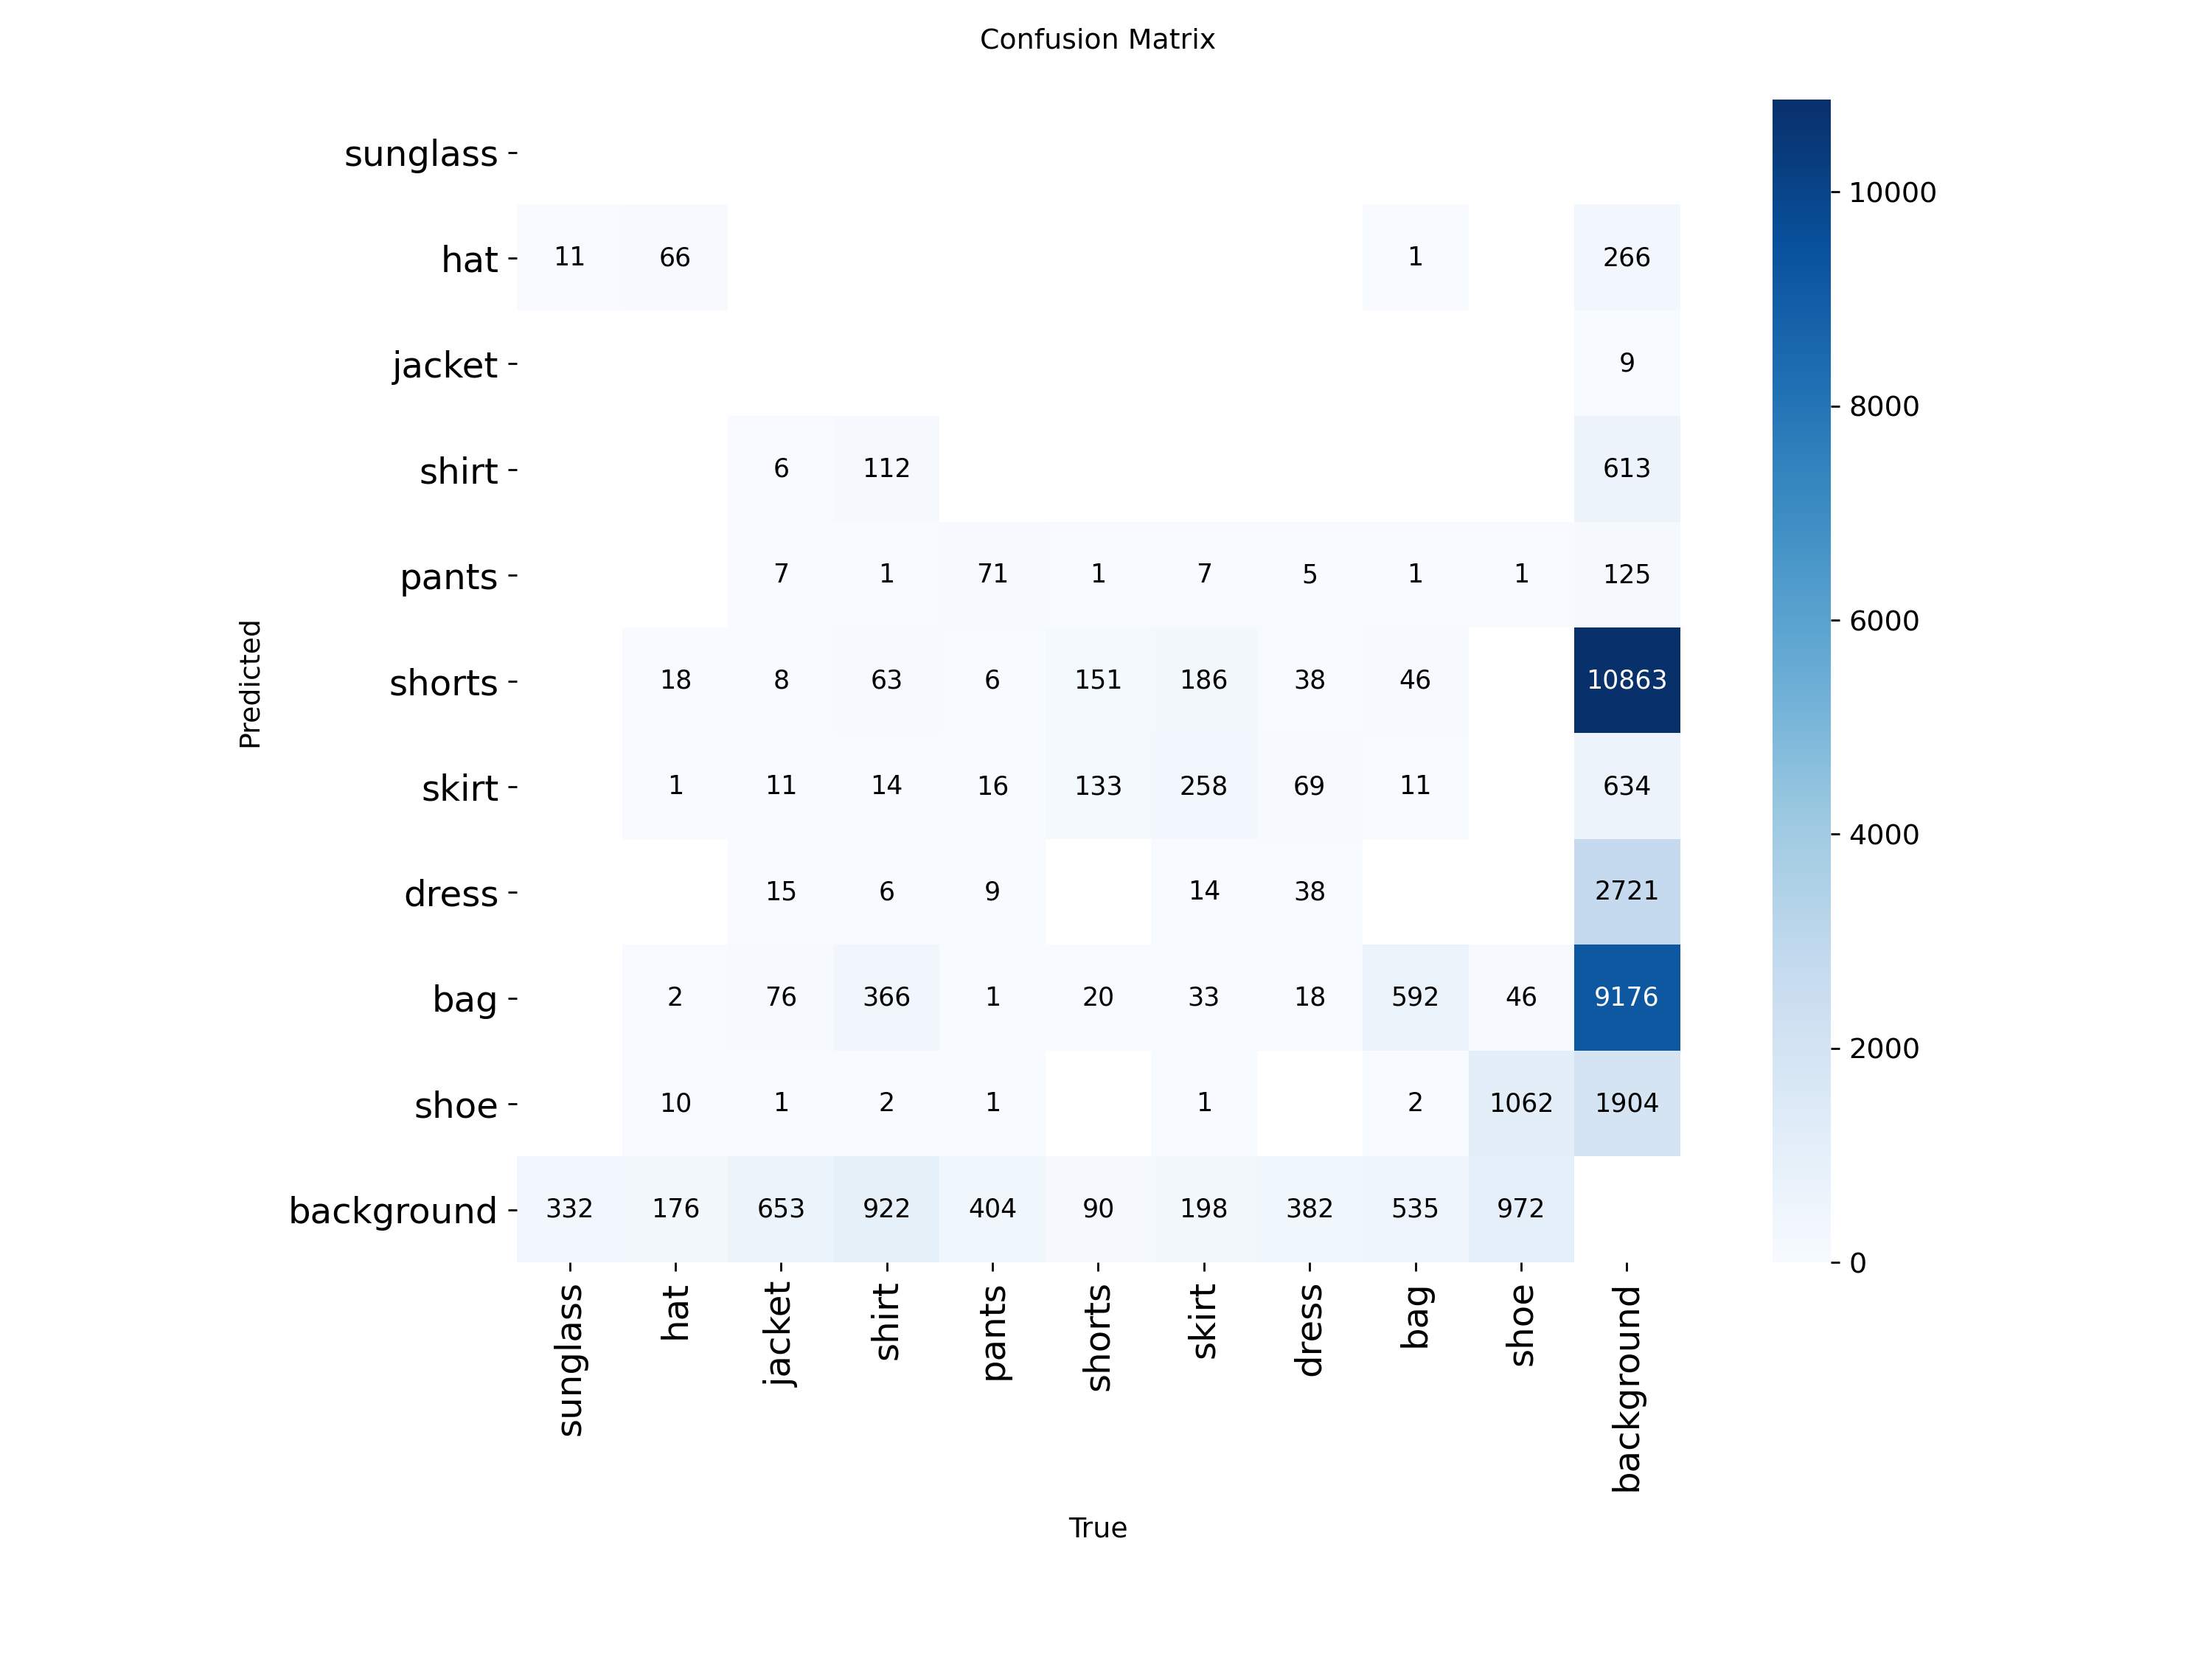 Confusion Matrix
sunglass
hat 11 66 1 266
jacket 9
shirt 6 112 613
pants 7 1 71 1 7 5 1 1 125
shorts 18 8 63 6 151 186 38 46 10863
skirt 1 11 14 16 133 258 69 11 634
dress 15 6 9 14 38 2721
bag 2 76 366 1 20 33 18 592 46 9176
shoe 10 1 2 1 1 2 1062 1904
background 332 176 653 922 404 90 198 382 535 972
sunglass hat jacket shirt pants shorts skirt dress bag shoe background
True
Predicted
10000
8000
6000
4000
2000
0